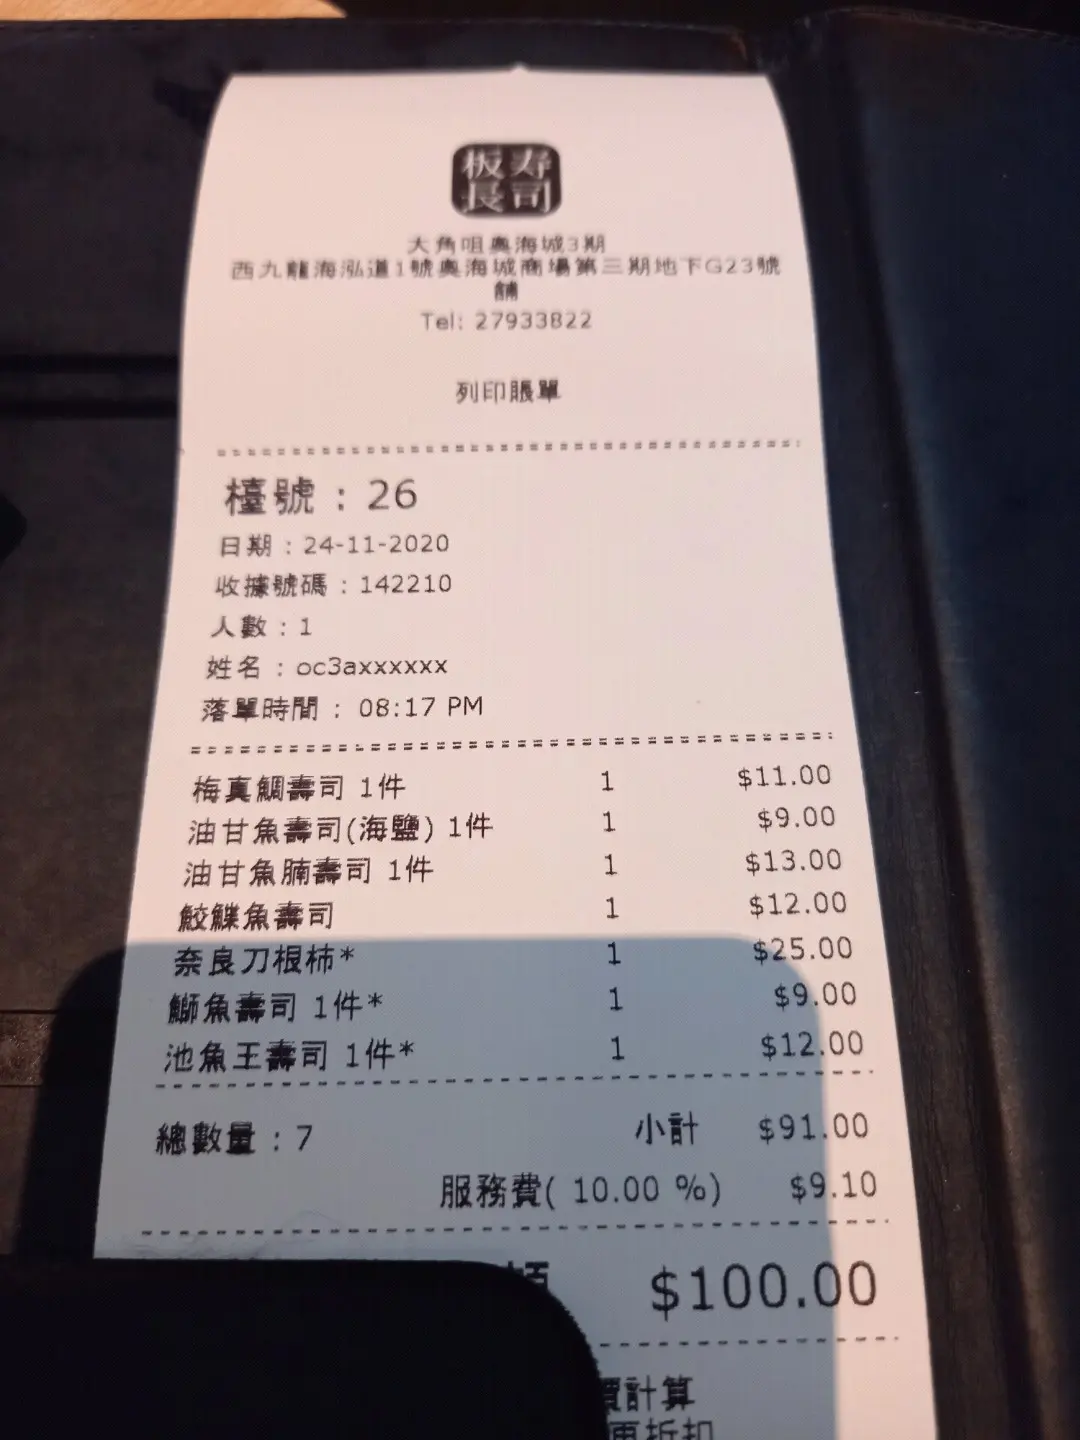 板寿
長司
大角咀奧海城3期
西九龍海泓道1號奧海城商場第三期地下G23號
舖
Tel: 27933822
列印賬單
檯號 : 26
日期 : 24-11-2020
收據號碼 : 142210
人數 : 1
姓名 : oc3axxxxxx
落單時間 : 08:17 PM
梅真鯛壽司 1件 1 $11.00
油甘魚壽司(海鹽) 1件 1 $9.00
油甘魚腩壽司 1件 1 $13.00
鮫鰈魚壽司 1 $12.00
奈良刀根柿* 1 $25.00
鰤魚壽司 1件* 1 $9.00
池魚王壽司 1件* 1 $12.00
總數量 : 7 小計 $91.00
服務費( 10.00 %) $9.10
$100.00
計算
折扣